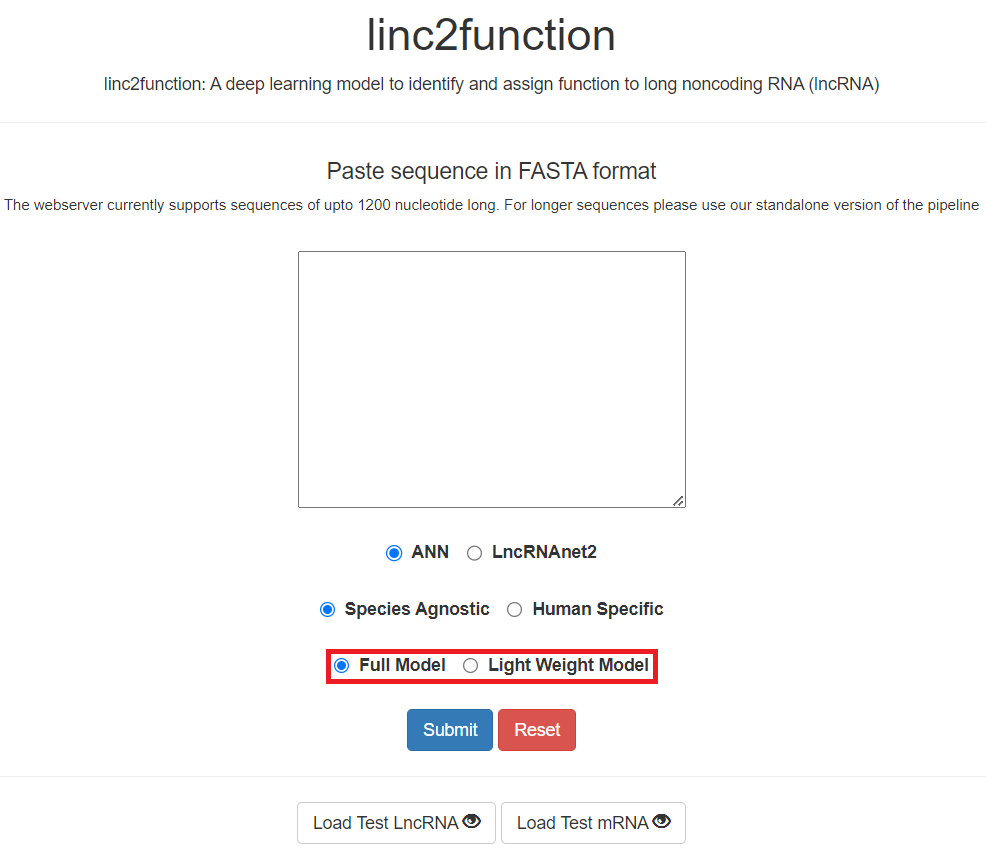 linc2function
linc2function: A deep learning model to identify and assign function to long noncoding RNA (lncRNA)
Paste sequence in FASTA format
The webserver currently supports sequences of upto 1200 nucleotide long. For longer sequences please use our standalone version of the pipeline
ANN LncRNAnet2
Species Agnostic Human Specific
Full Model Light Weight Model
Submit Reset
Load Test LncRNA Load Test mRNA